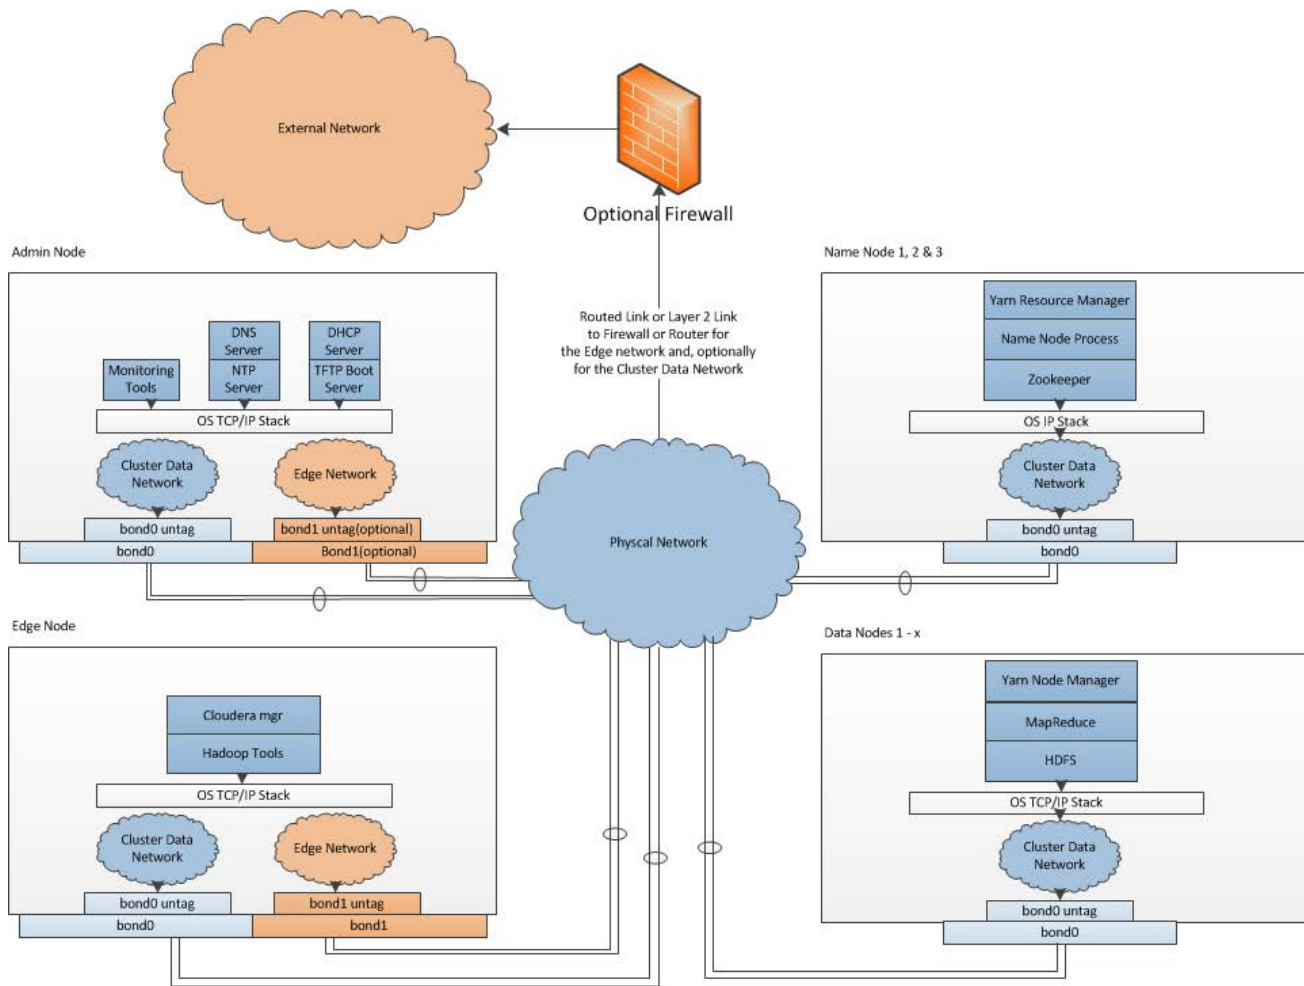 External Network
Optional Firewall
Routed Link or Layer 2 Link
to Firewall or Router for
the Edge network and, optionally
for the Cluster Data Network
Admin Node
Monitoring
Tools
DNS
Server
NTP
Server
DHCP
Server
TFTP Boot
Server
OS TCP/IP Stack
Cluster Data
Network
Edge Network
bond0 untag
bond1 untag(optional)
bond0
Bond1(optional)
Name Node 1, 2 & 3
Yarn Resource Manager
Name Node Process
Zookeeper
OS IP Stack
Cluster Data
Network
bond0 untag
bond0
Physcal Network
Edge Node
Cloudera mgr
Hadoop Tools
OS TCP/IP Stack
Cluster Data
Network
Edge Network
bond0 untag
bond1 untag
bond0
bond1
Data Nodes 1 - x
Yarn Node Manager
MapReduce
HDFS
OS TCP/IP Stack
Cluster Data
Network
bond0 untag
bond0